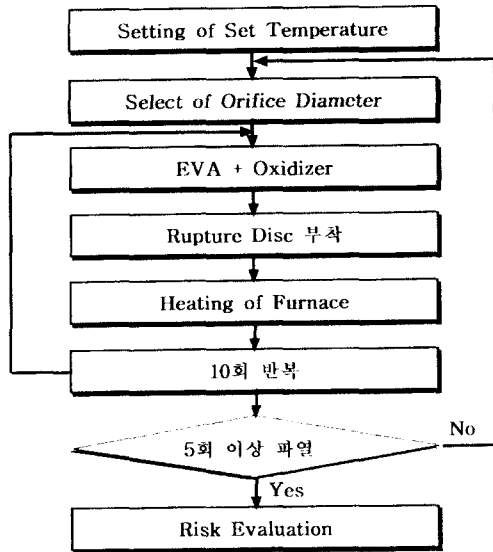 Setting of Set Temperature
Select of Orifice Diameter
EVA + Oxidizer
Rupture Disc 부착
Heating of Furnace
10회 반복
5회 이상 파열
No
Yes
Risk Evaluation